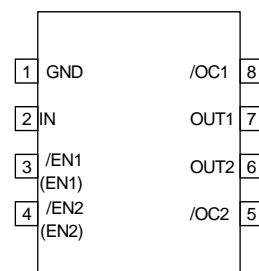 1 GND /OC1 8
2 IN OUT1 7
3 /EN1 OUT2 6
(EN1)
4 /EN2 /OC2 5
(EN2)